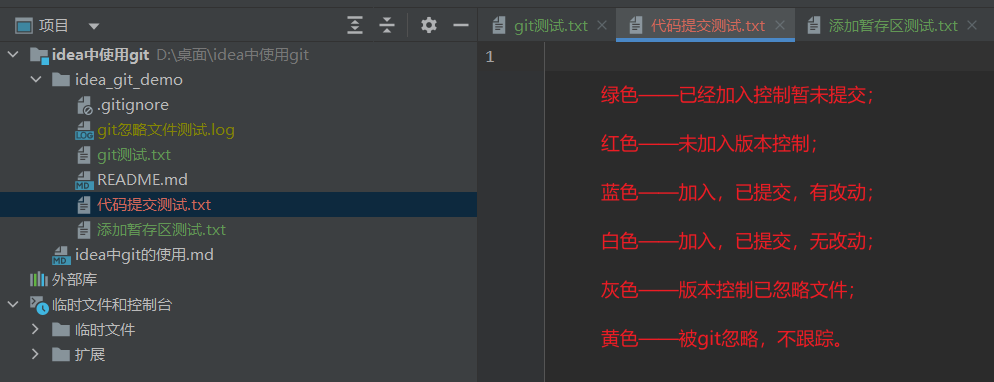 项目
idea中使用git D:\桌面\idea中使用git
idea_git_demo
.gitignore
LOG git忽略文件测试.log
git测试.txt
MD README.md
代码提交测试.txt
添加暂存区测试.txt
MD idea中git的使用.md
外部库
临时文件和控制台
临时文件
扩展
git测试.txt 代码提交测试.txt 添加暂存区测试.txt
1
绿色——已经加入控制暂未提交；
红色——未加入版本控制；
蓝色——加入，已提交，有改动；
白色——加入，已提交，无改动；
灰色——版本控制已忽略文件；
黄色——被git忽略，不跟踪。